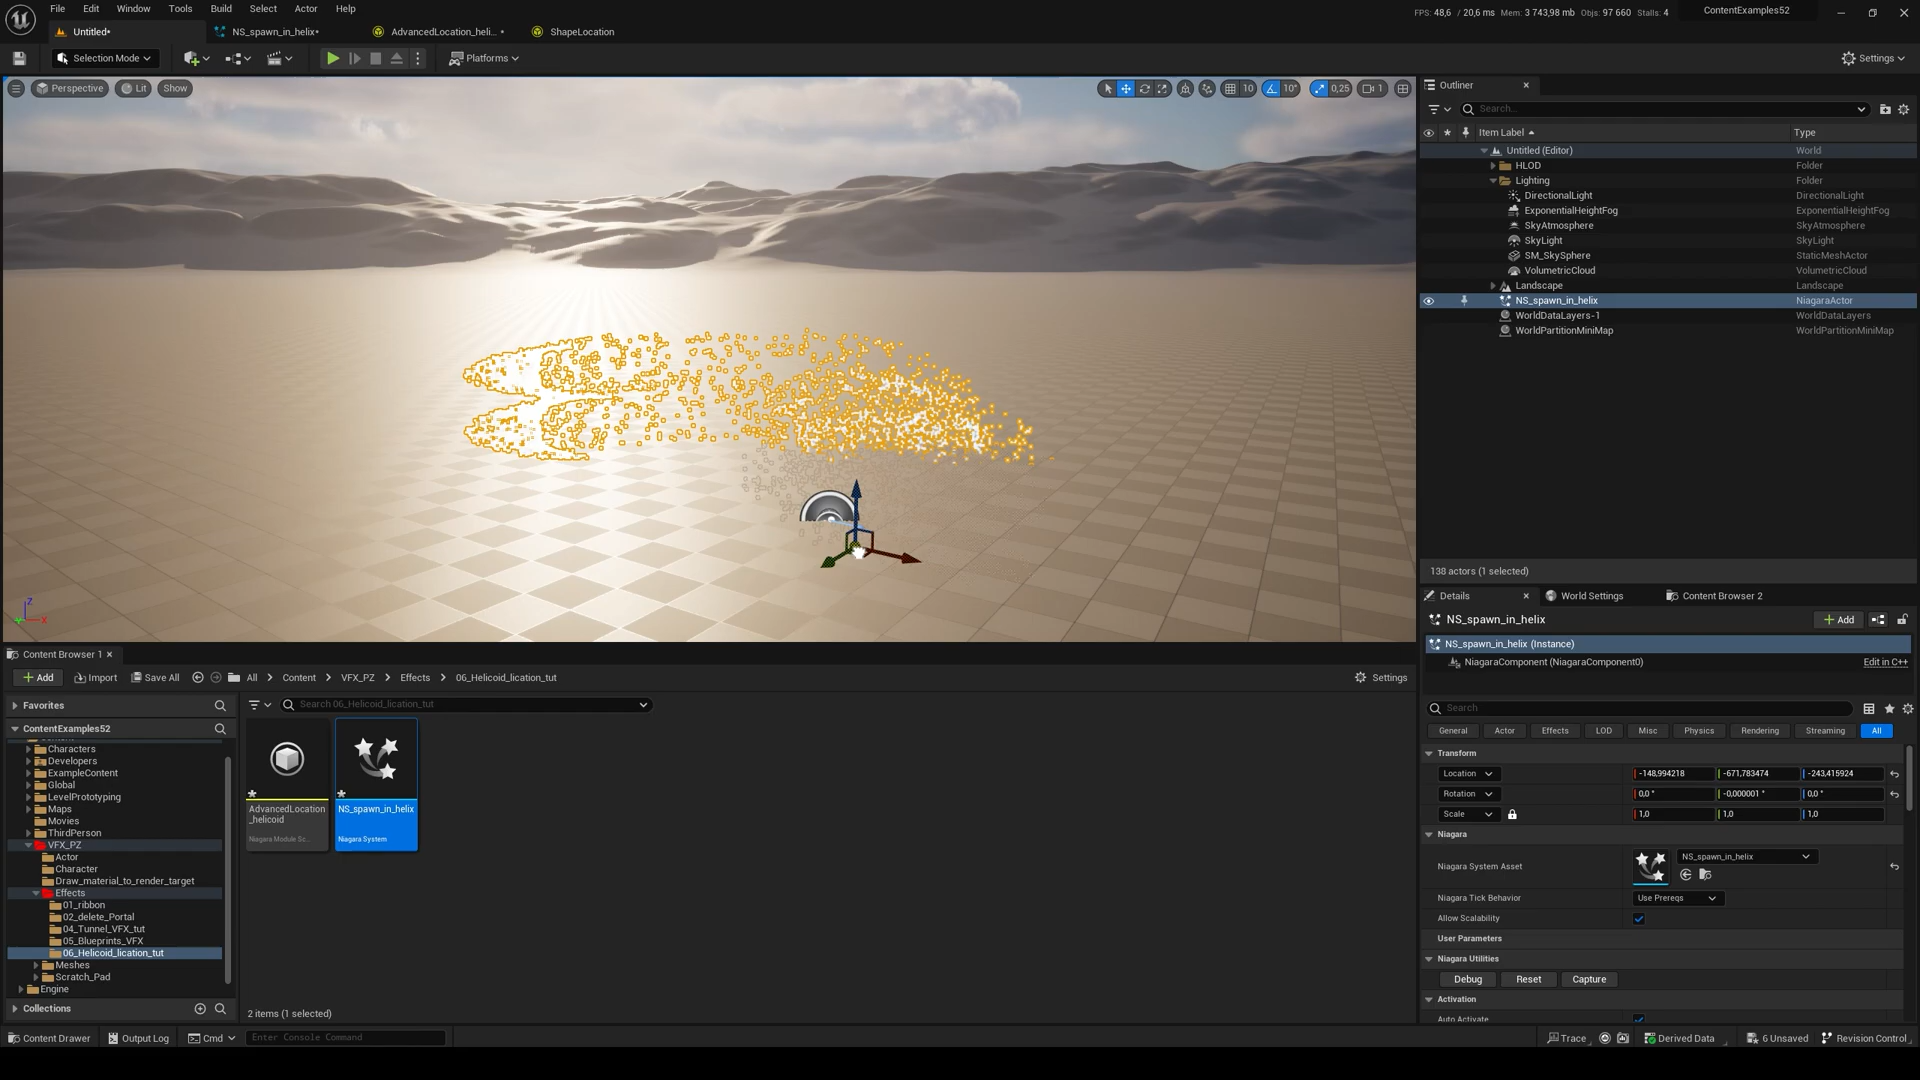 File Edit Window Tools Build Select Actor Help
FPS: 48,6 / 20,6 ms Mem: 3 743,98 mb Objs: 97 660 Stalls: 4
ContentExamples52
Untitled•
NS_spawn_in_helix•
AdvancedLocation_heli... •
ShapeLocation
Selection Mode
Platforms
Settings
Perspective
Lit
Show
10
10°
0,25
1
Z
X
Outliner
Search...
Item Label
Type
Untitled (Editor) World
HLOD Folder
Lighting Folder
DirectionalLight DirectionalLight
ExponentialHeightFog ExponentialHeightFog
SkyAtmosphere SkyAtmosphere
SkyLight SkyLight
SM_SkySphere StaticMeshActor
VolumetricCloud VolumetricCloud
Landscape Landscape
NS_spawn_in_helix NiagaraActor
WorldDataLayers-1 WorldDataLayers
WorldPartitionMiniMap WorldPartitionMiniMap
138 actors (1 selected)
Details
World Settings
Content Browser 2
NS_spawn_in_helix
Add
NS_spawn_in_helix (Instance)
NiagaraComponent (NiagaraComponent0)
Edit in C++
Search
General Actor Effects LOD Misc Physics Rendering Streaming All
Transform
Location -148,994218 -671,783474 -243,415924
Rotation 0,0 ° -0,000001 ° 0,0 °
Scale 1,0 1,0 1,0
Niagara
Niagara System Asset
NS_spawn_in_helix
Niagara Tick Behavior Use Prereqs
Allow Scalability
User Parameters
Niagara Utilities
Debug Reset Capture
Activation
Auto Activate
Content Browser 1
Add
Import
Save All
All > Content > VFX_PZ > Effects > 06_Helicoid_lication_tut
Settings
Favorites
ContentExamples52
Characters
Developers
ExampleContent
Global
LevelPrototyping
Maps
Movies
ThirdPerson
VFX_PZ
Actor
Character
Draw_material_to_render_target
Effects
01_ribbon
02_delete_Portal
04_Tunnel_VFX_tut
05_Blueprints_VFX
06_Helicoid_lication_tut
Meshes
Scratch_Pad
Engine
Collections
Search 06_Helicoid_lication_tut
AdvancedLocation
_helicoid
Niagara Module Sc...
NS_spawn_in_helix
Niagara System
2 items (1 selected)
Content Drawer
Output Log
Cmd
Enter Console Command
Trace
Derived Data
6 Unsaved
Revision Control